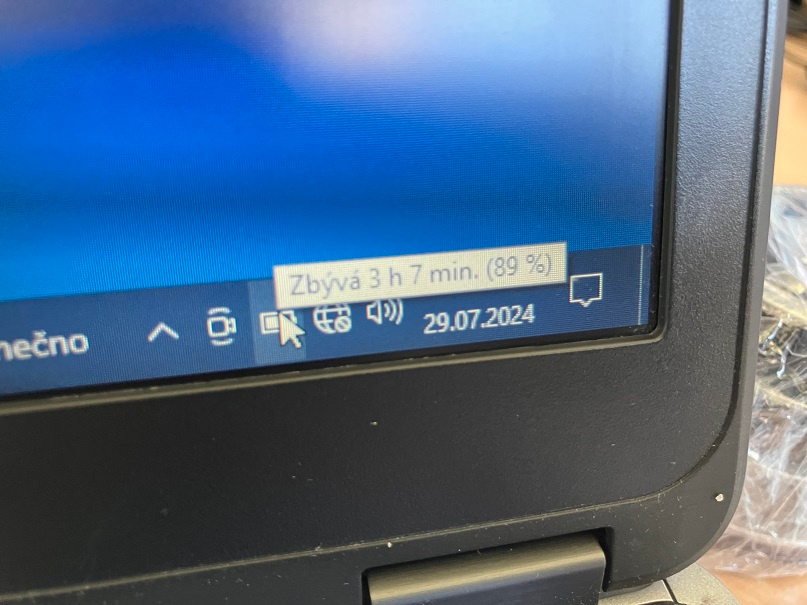 Zbývá 3 h 7 min. (89 %)
nečno
29.07.2024